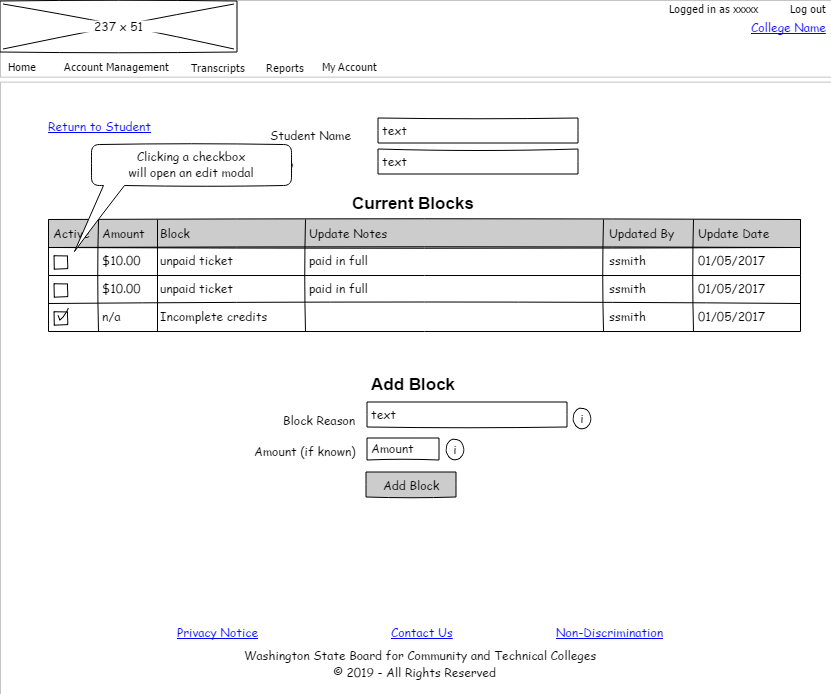 237 x 51
Logged in as xxxxx Log out
College Name
Home Account Management Transcripts Reports My Account
Return to Student
Student Name text
text
Clicking a checkbox
will open an edit modal
Current Blocks
Active Amount Block Update Notes Updated By Update Date
$10.00 unpaid ticket paid in full ssmith 01/05/2017
$10.00 unpaid ticket paid in full ssmith 01/05/2017
n/a Incomplete credits ssmith 01/05/2017
Add Block
Block Reason text i
Amount (if known) Amount i
Add Block
Privacy Notice Contact Us Non-Discrimination
Washington State Board for Community and Technical Colleges
© 2019 - All Rights Reserved